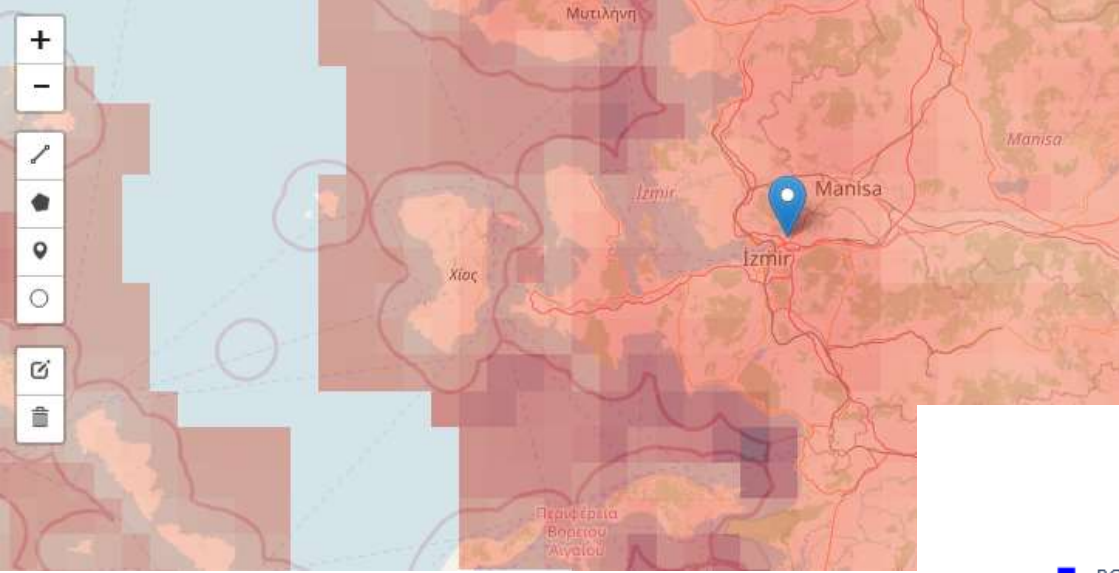 Μυτιλήνη
+
−
Manisa
İzmir
Manisa
İzmir
Χίος
Περιφέρεια
Βορείου
Αιγαίου